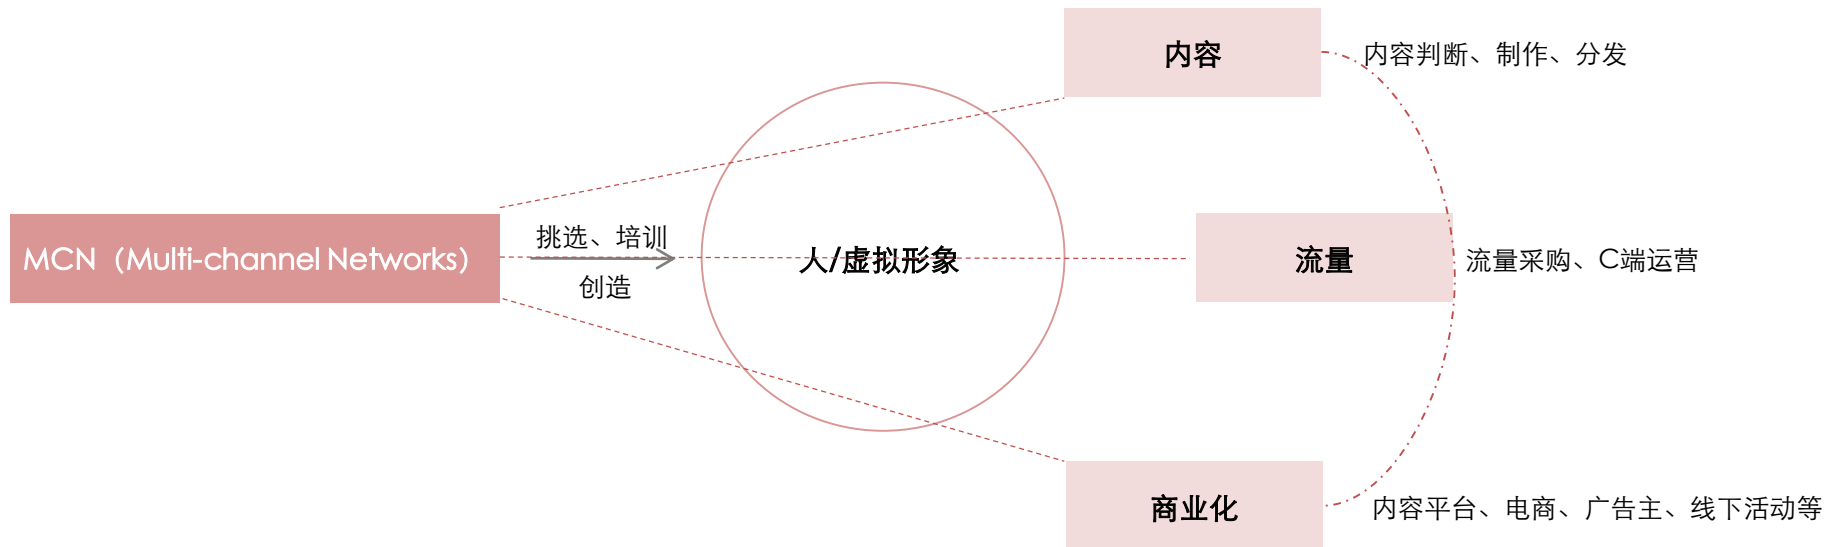 内容
内容判断、制作、分发
MCN（Multi-channel Networks）
挑选、培训
创造
人/虚拟形象
流量
流量采购、C端运营
商业化
内容平台、电商、广告主、线下活动等